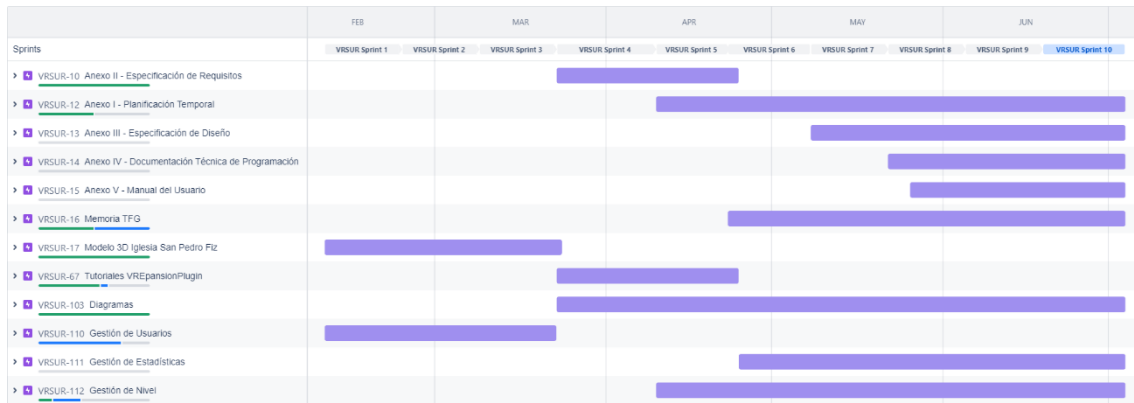 FEB MAR APR MAY JUN
Sprints VRSUR Sprint 1 VRSUR Sprint 2 VRSUR Sprint 3 VRSUR Sprint 4 VRSUR Sprint 5 VRSUR Sprint 6 VRSUR Sprint 7 VRSUR Sprint 8 VRSUR Sprint 9 VRSUR Sprint 10
VRSUR-10 Anexo II - Especificación de Requisitos
VRSUR-12 Anexo I - Planificación Temporal
VRSUR-13 Anexo III - Especificación de Diseño
VRSUR-14 Anexo IV - Documentación Técnica de Programación
VRSUR-15 Anexo V - Manual del Usuario
VRSUR-16 Memoria TFG
VRSUR-17 Modelo 3D Iglesia San Pedro Fiz
VRSUR-67 Tutoriales VREpansionPlugin
VRSUR-103 Diagramas
VRSUR-110 Gestión de Usuarios
VRSUR-111 Gestión de Estadísticas
VRSUR-112 Gestión de Nivel